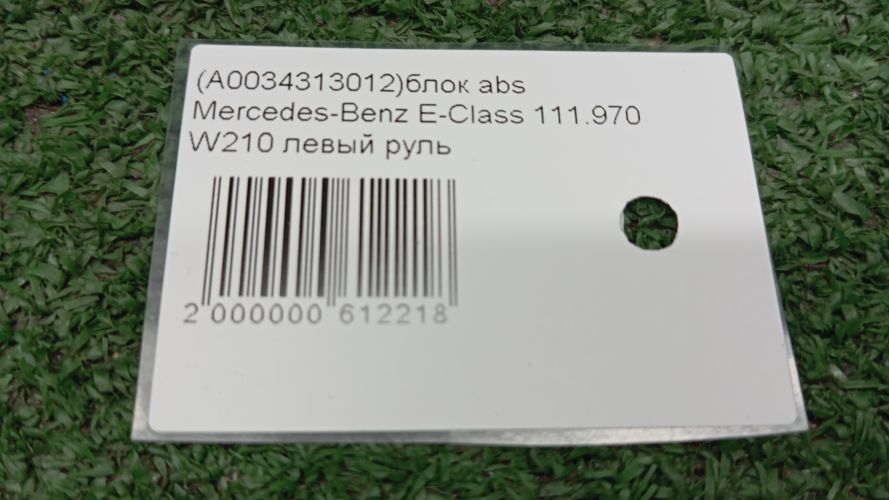 (A0034313012)блок abs
Mercedes-Benz E-Class 111.970
W210 левый руль
2 000000 612218